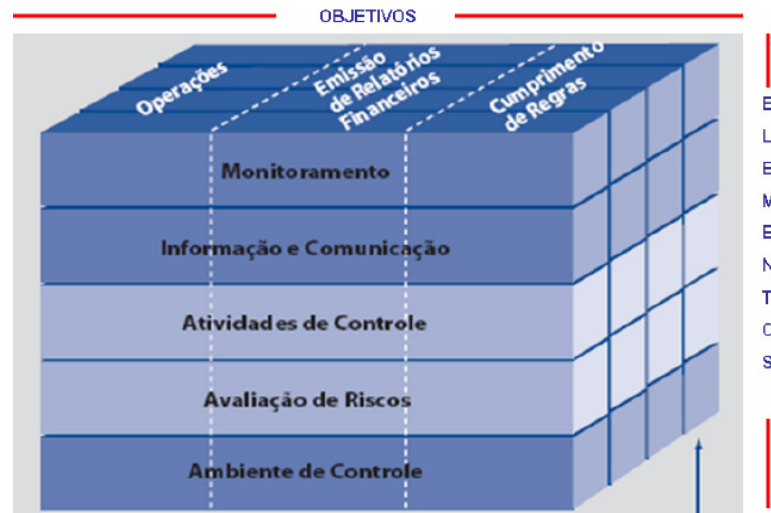 OBJETIVOS
Operações
Emissão
de Relatórios
Financeiros
Cumprimento
de Regras
Monitoramento
Informação e Comunicação
Atividades de Controle
Avaliação de Riscos
Ambiente de Controle
E
L
E
M
E
N
T
O
S